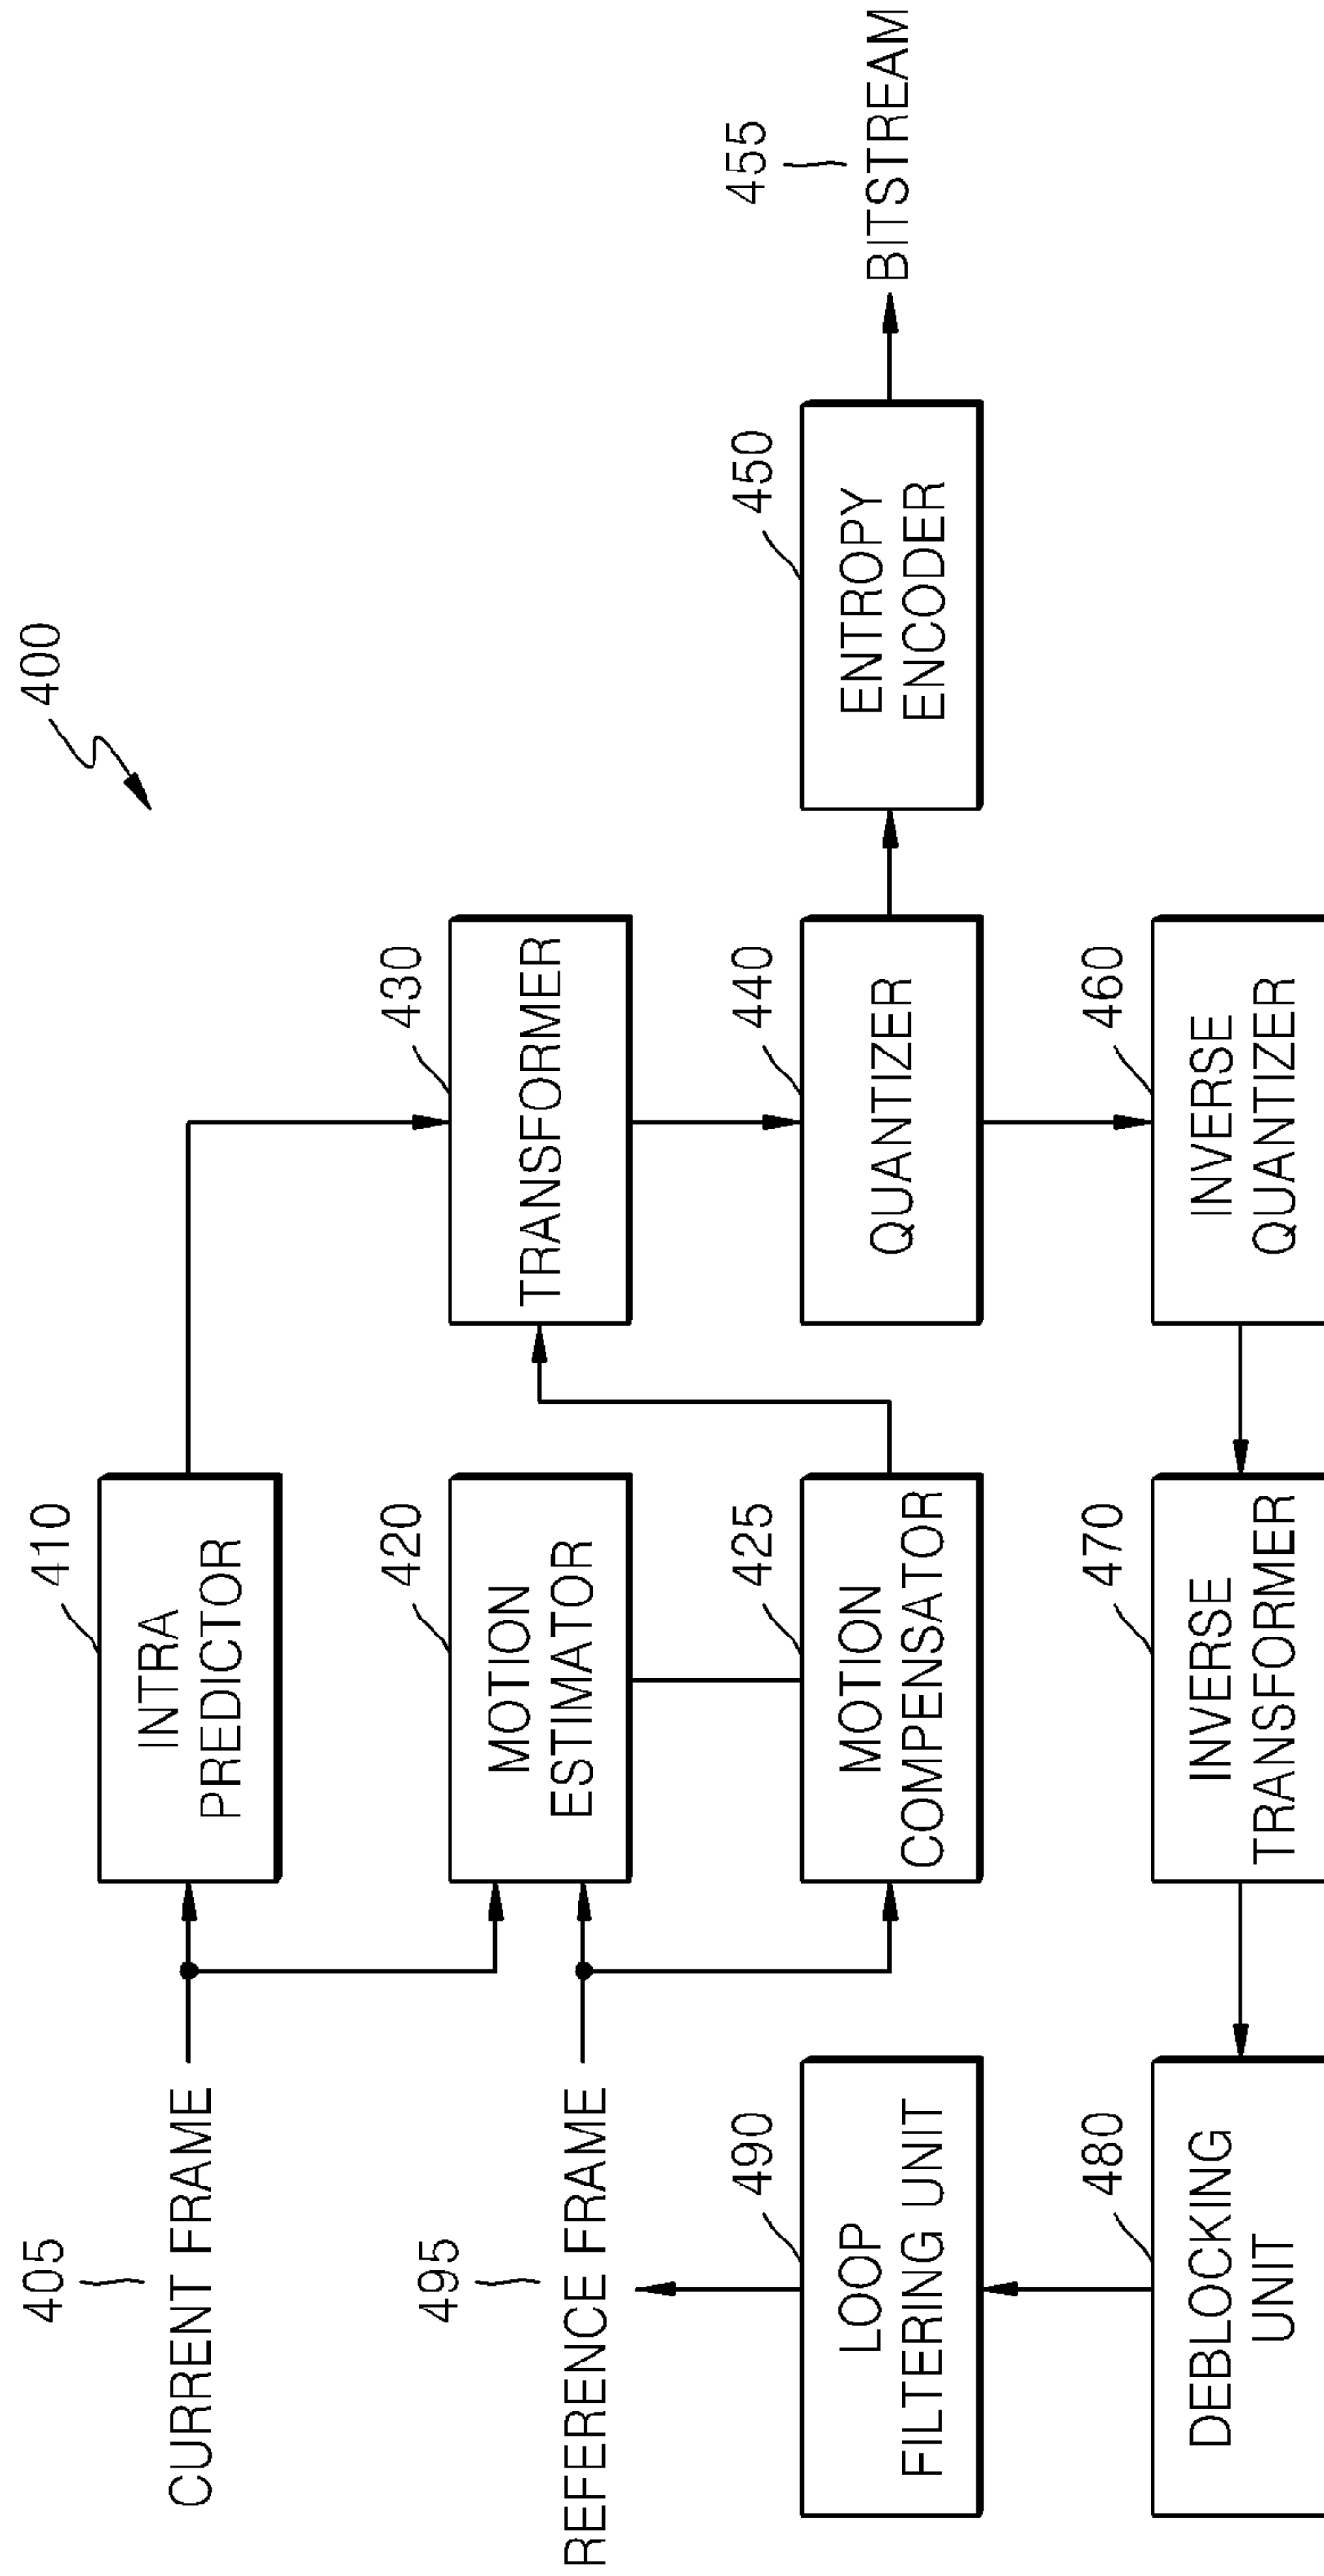 400
405
CURRENT FRAME
410
INTRA
PREDICTOR
495
REFERENCE FRAME
420
MOTION
ESTIMATOR
430
TRANSFORMER
490
LOOP
FILTERING UNIT
425
MOTION
COMPENSATOR
440
QUANTIZER
450
ENTROPY
ENCODER
455
BITSTREAM
480
DEBLOCKING
UNIT
470
INVERSE
TRANSFORMER
460
INVERSE
QUANTIZER